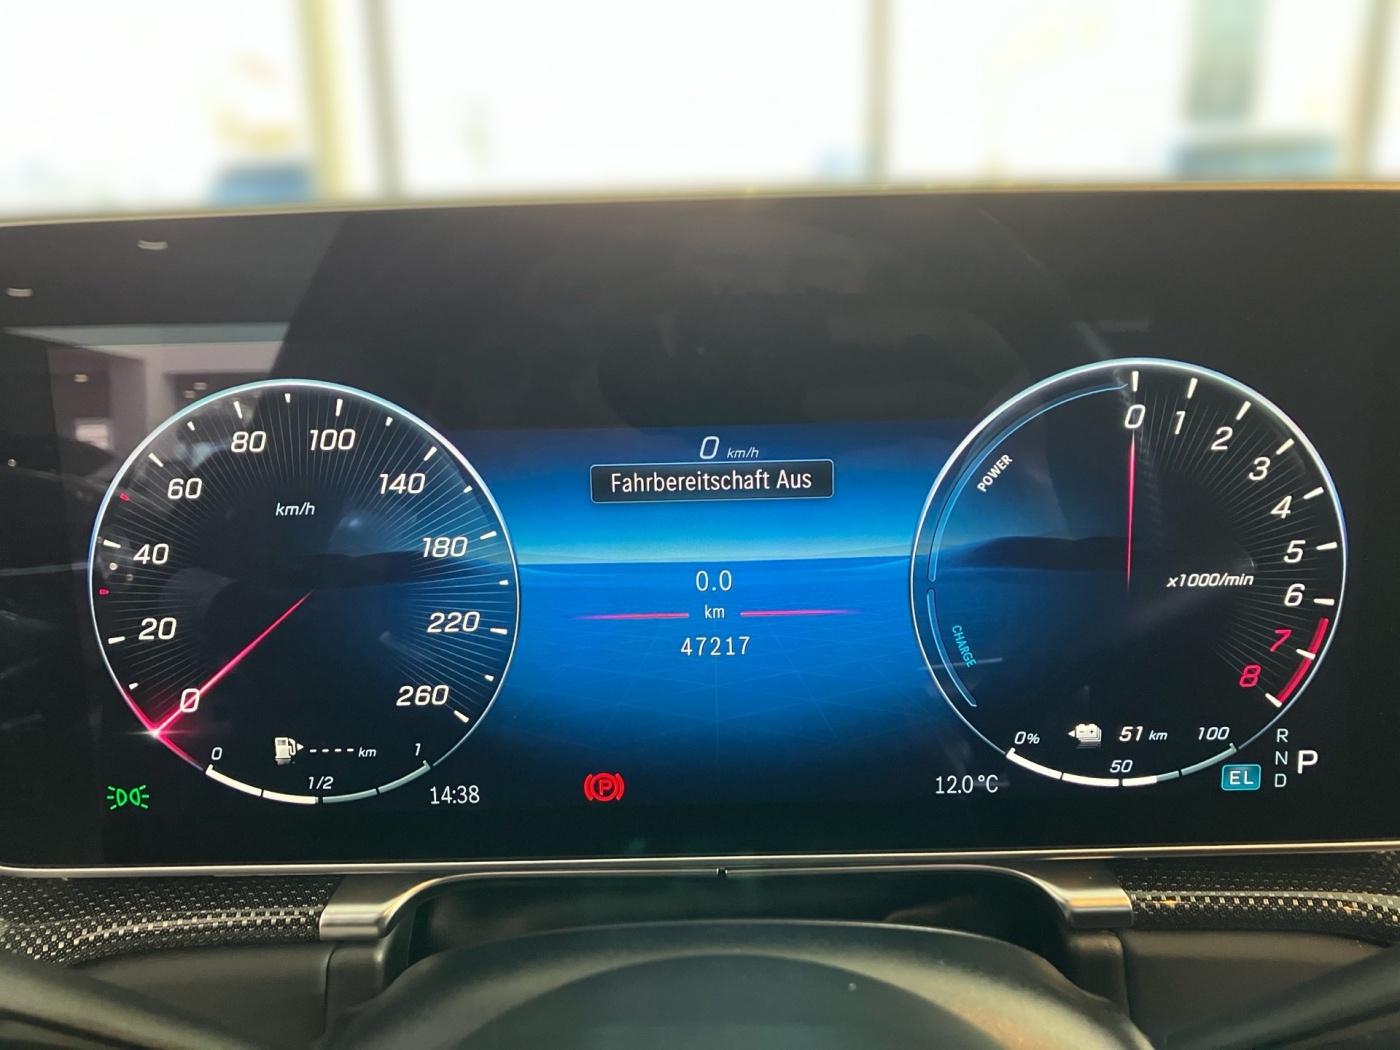 0 km/h
Fahrbereitschaft Aus
0.0
km
47217
0
20
40
60
80
100
140
180
220
260
km/h
0 1/2 1
---- km
14:38
P
12.0 °C
POWER
CHARGE
0
1
2
3
4
5
6
7
8
x1000/min
0% 50 100
51 km
EL
R
N P
D